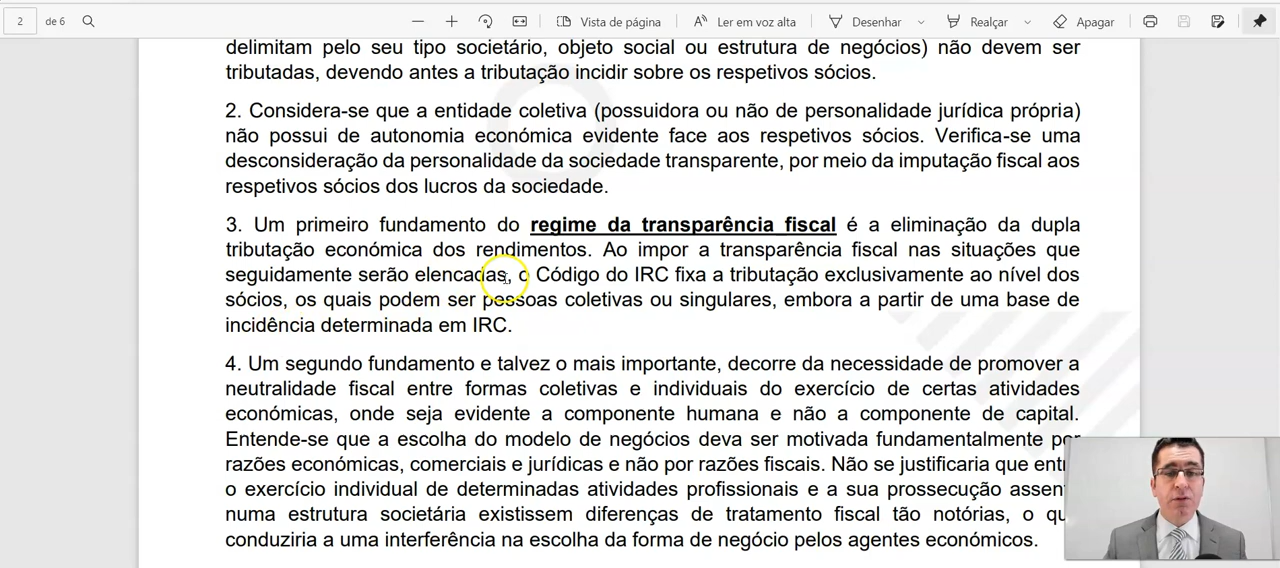 2 de 6 Vista de página Ler em voz alta Desenhar Realçar Apagar
delimitam pelo seu tipo societário, objeto social ou estrutura de negócios) não devem ser
tributadas, devendo antes a tributação incidir sobre os respetivos sócios.
2. Considera-se que a entidade coletiva (possuidora ou não de personalidade jurídica própria)
não possui de autonomia económica evidente face aos respetivos sócios. Verifica-se uma
desconsideração da personalidade da sociedade transparente, por meio da imputação fiscal aos
respetivos sócios dos lucros da sociedade.
3. Um primeiro fundamento do regime da transparência fiscal é a eliminação da dupla
tributação económica dos rendimentos. Ao impor a transparência fiscal nas situações que
seguidamente serão elencadas, o Código do IRC fixa a tributação exclusivamente ao nível dos
sócios, os quais podem ser pessoas coletivas ou singulares, embora a partir de uma base de
incidência determinada em IRC.
4. Um segundo fundamento e talvez o mais importante, decorre da necessidade de promover a
neutralidade fiscal entre formas coletivas e individuais do exercício de certas atividades
económicas, onde seja evidente a componente humana e não a componente de capital.
Entende-se que a escolha do modelo de negócios deva ser motivada fundamentalmente por
razões económicas, comerciais e jurídicas e não por razões fiscais. Não se justificaria que entr
o exercício individual de determinadas atividades profissionais e a sua prossecução assent
numa estrutura societária existissem diferenças de tratamento fiscal tão notórias, o qu
conduziria a uma interferência na escolha da forma de negócio pelos agentes económicos.